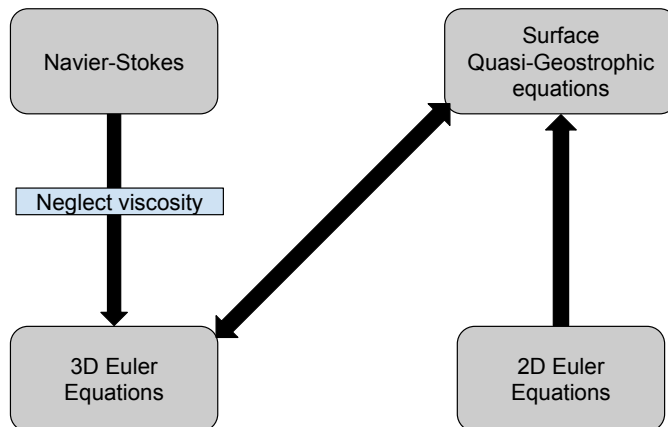 Navier-Stokes
Surface
Quasi-Geostrophic
equations
Neglect viscosity
3D Euler
Equations
2D Euler
Equations